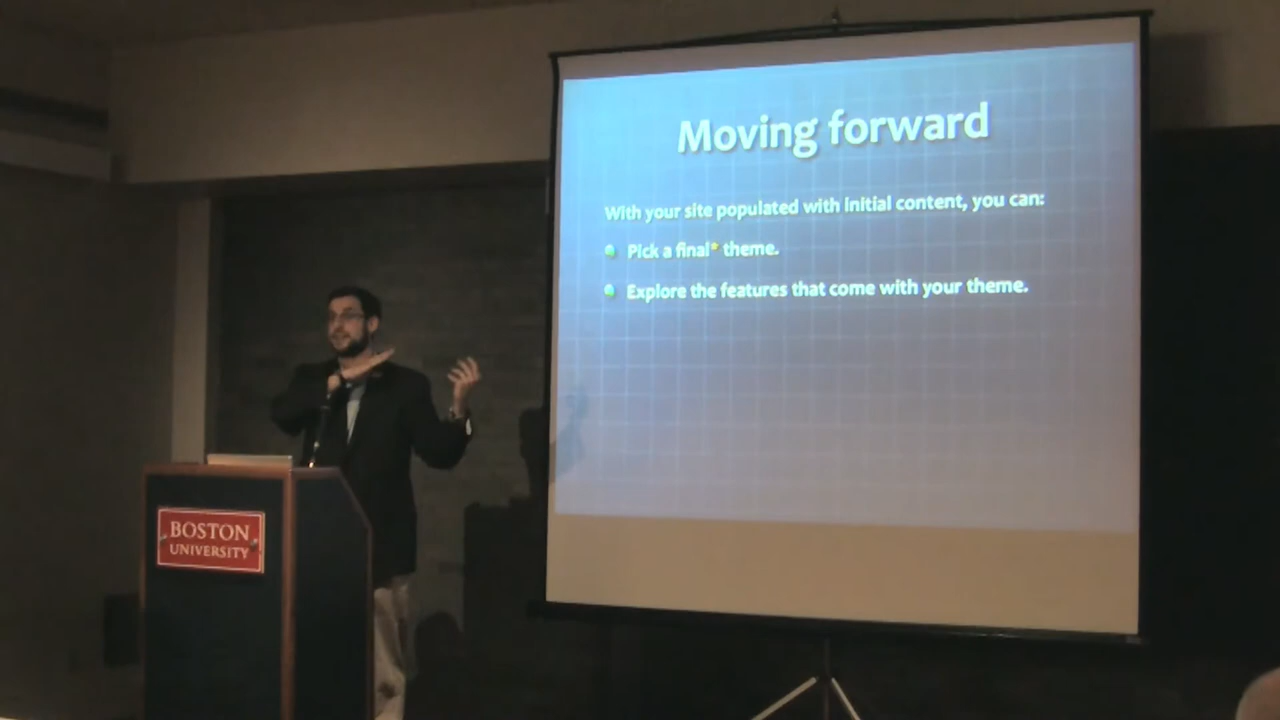 Moving forward
With your site populated with initial content, you can:
Pick a final* theme.
Explore the features that come with your theme.
BOSTON
UNIVERSITY